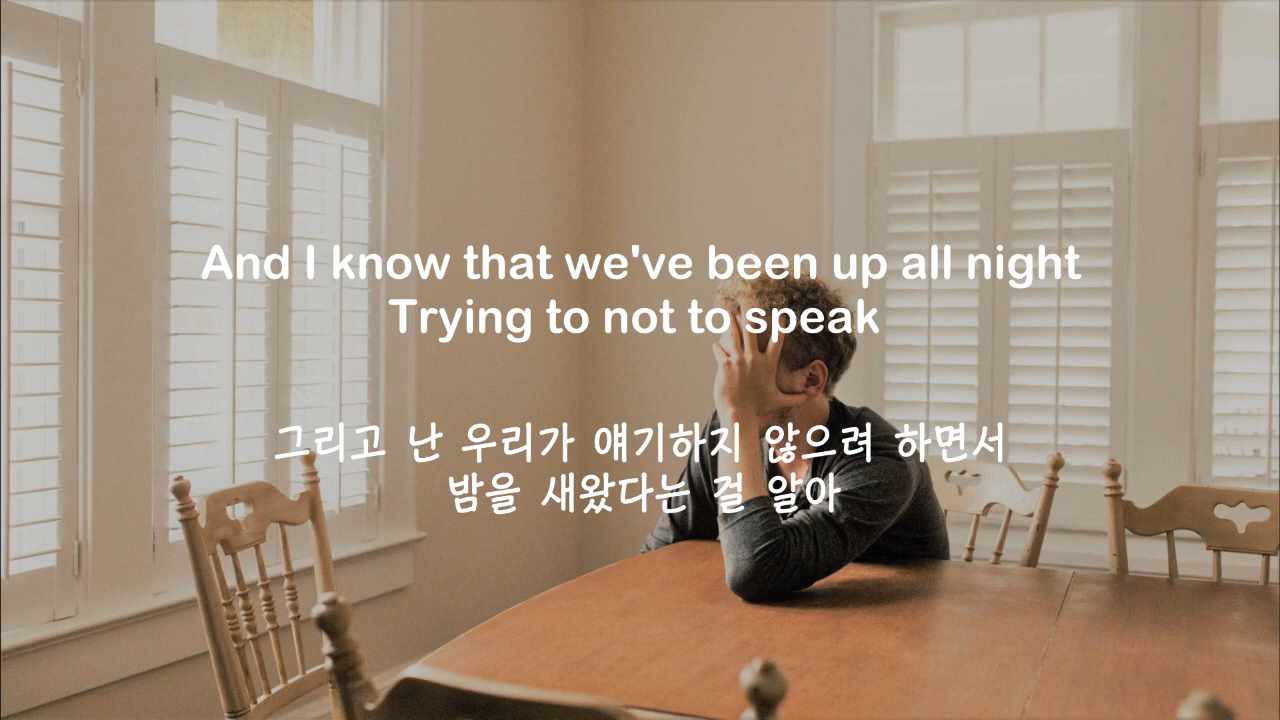 And I know that we've been up all night
Trying to not to speak
그리고 난 우리가 얘기하지 않으려 하면서
밤을 새왔다는 걸 알아